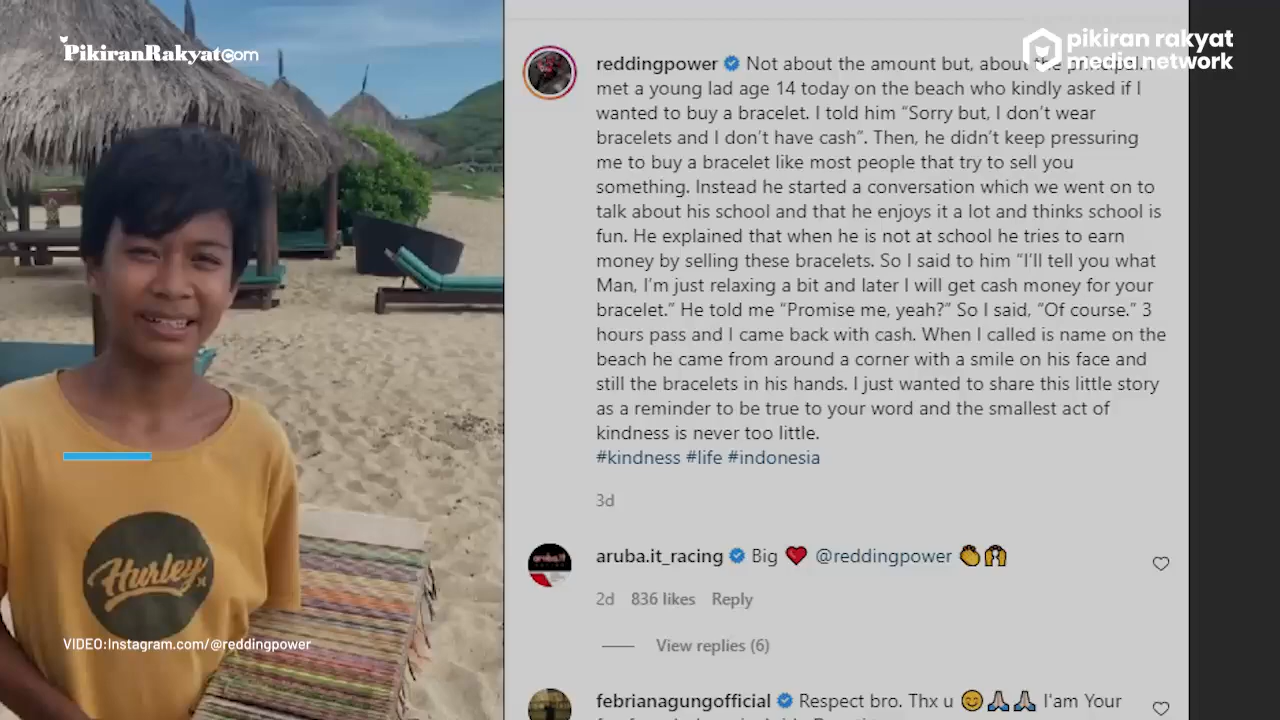 PikiranRakyat.com
pikiran rakyat
media network
reddingpower Not about the amount but, about the principal. I
met a young lad age 14 today on the beach who kindly asked if I
wanted to buy a bracelet. I told him “Sorry but, I don’t wear
bracelets and I don’t have cash”. Then, he didn’t keep pressuring
me to buy a bracelet like most people that try to sell you
something. Instead he started a conversation which we went on to
talk about his school and that he enjoys it a lot and thinks school is
fun. He explained that when he is not at school he tries to earn
money by selling these bracelets. So I said to him “I’ll tell you what
Man, I’m just relaxing a bit and later I will get cash money for your
bracelet.” He told me “Promise me, yeah?” So I said, “Of course.” 3
hours pass and I came back with cash. When I called is name on the
beach he came from around a corner with a smile on his face and
still the bracelets in his hands. I just wanted to share this little story
as a reminder to be true to your word and the smallest act of
kindness is never too little.
#kindness #life #indonesia
3d
aruba.it_racing Big ❤️ @reddingpower 👏🙌
2d 836 likes Reply
View replies (6)
febrianagungofficial Respect bro. Thx u 😊🙏🏻🙏🏻 I'am Your
Hurley
VIDEO:Instagram.com/@reddingpower